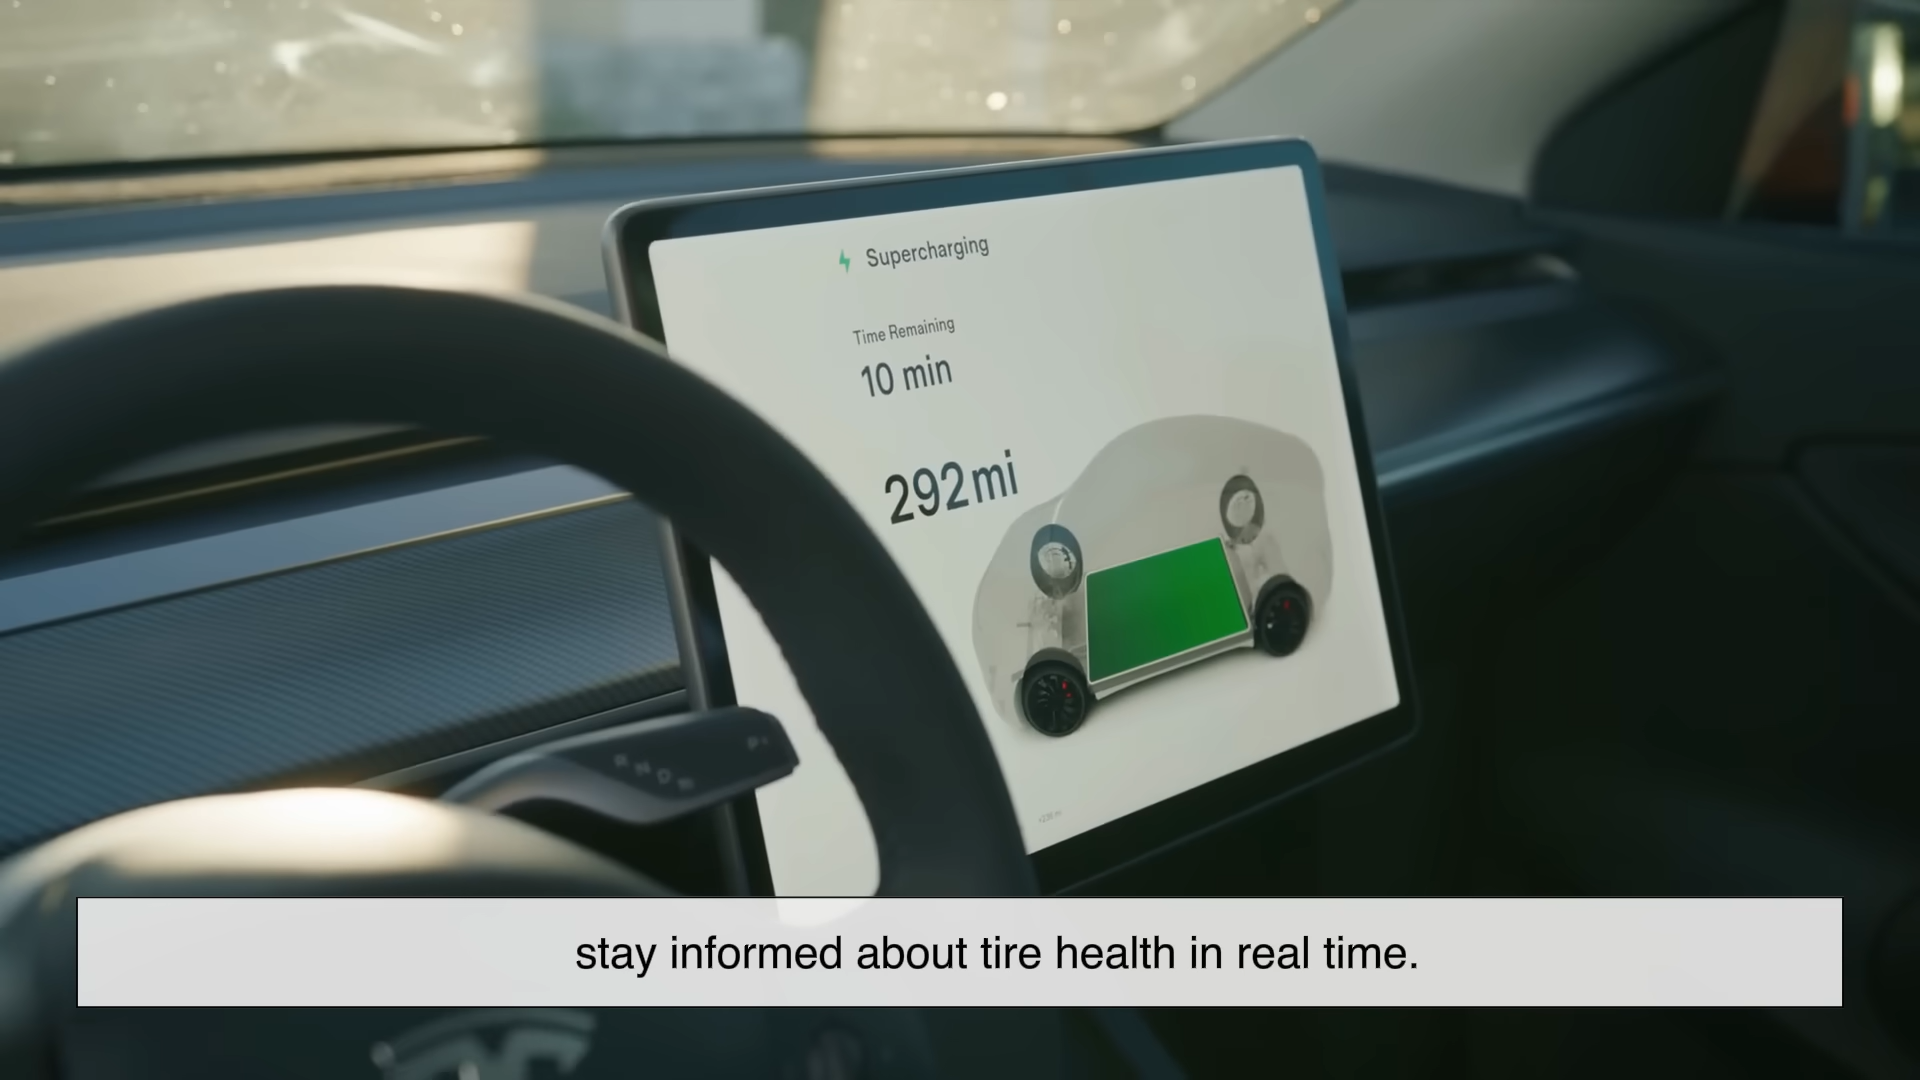 Supercharging
Time Remaining
10 min
292mi
stay informed about tire health in real time.